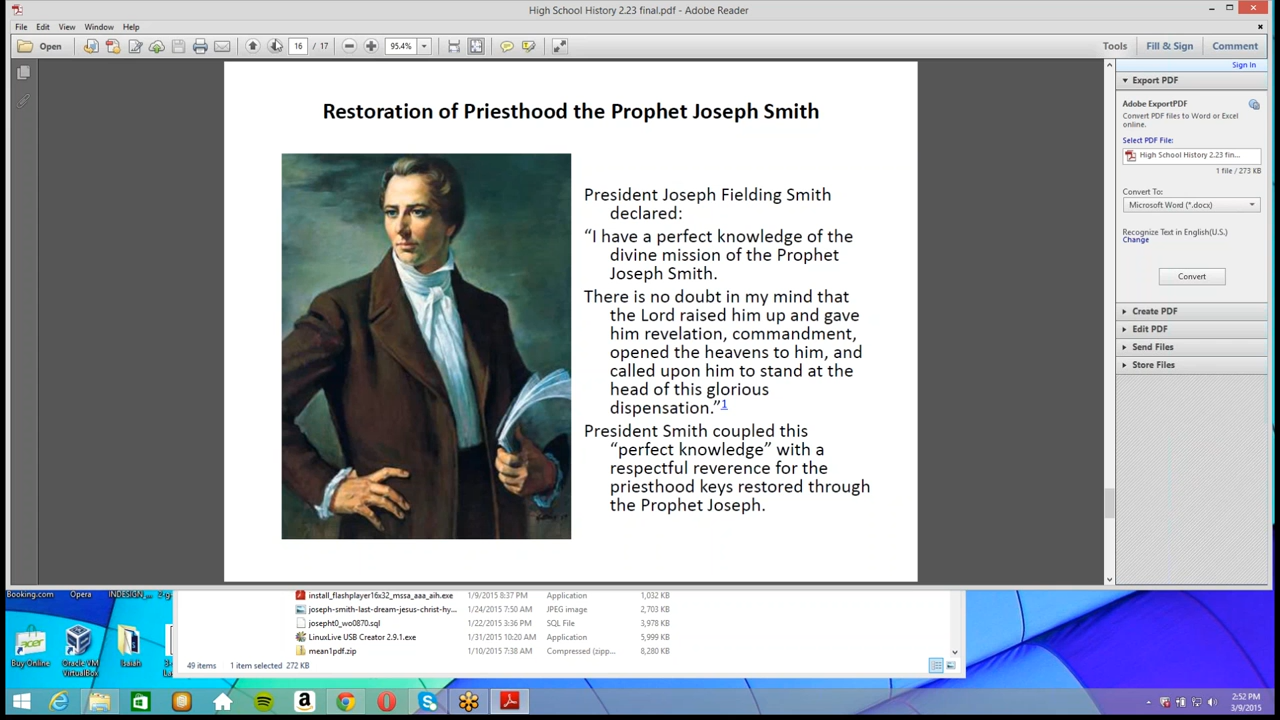 High School History 2.23 final.pdf - Adobe Reader
File Edit View Window Help
Open 16 / 17 95.4% Tools Fill & Sign Comment
Sign In
Restoration of Priesthood the Prophet Joseph Smith
President Joseph Fielding Smith
declared:
“I have a perfect knowledge of the
divine mission of the Prophet
Joseph Smith.
There is no doubt in my mind that
the Lord raised him up and gave
him revelation, commandment,
opened the heavens to him, and
called upon him to stand at the
head of this glorious
dispensation.”1
President Smith coupled this
“perfect knowledge” with a
respectful reverence for the
priesthood keys restored through
the Prophet Joseph.
Export PDF
Adobe ExportPDF
Convert PDF files to Word or Excel
online.
Select PDF File:
High School History 2.23 fin...
1 file / 273 KB
Convert To:
Microsoft Word (*.docx)
Recognize Text in English(U.S.)
Change
Convert
Create PDF
Edit PDF
Send Files
Store Files
Booking.com Opera INDESIGN_...
install_flashplayer16x32_mssa_aaa_aih.exe 1/9/2015 8:37 PM Application 1,032 KB
joseph-smith-last-dream-jesus-christ-hy... 1/24/2015 7:50 AM JPEG image 2,703 KB
josepht0_wo0870.sql 1/22/2015 3:36 PM SQL File 3,978 KB
LinuxLive USB Creator 2.9.1.exe 1/31/2015 10:20 AM Application 5,999 KB
mean1pdf.zip 1/10/2015 7:38 AM Compressed (zipp... 8,280 KB
49 items 1 item selected 272 KB
Buy Online
Oracle VM
VirtualBox
Isaiah
2:52 PM
3/9/2015